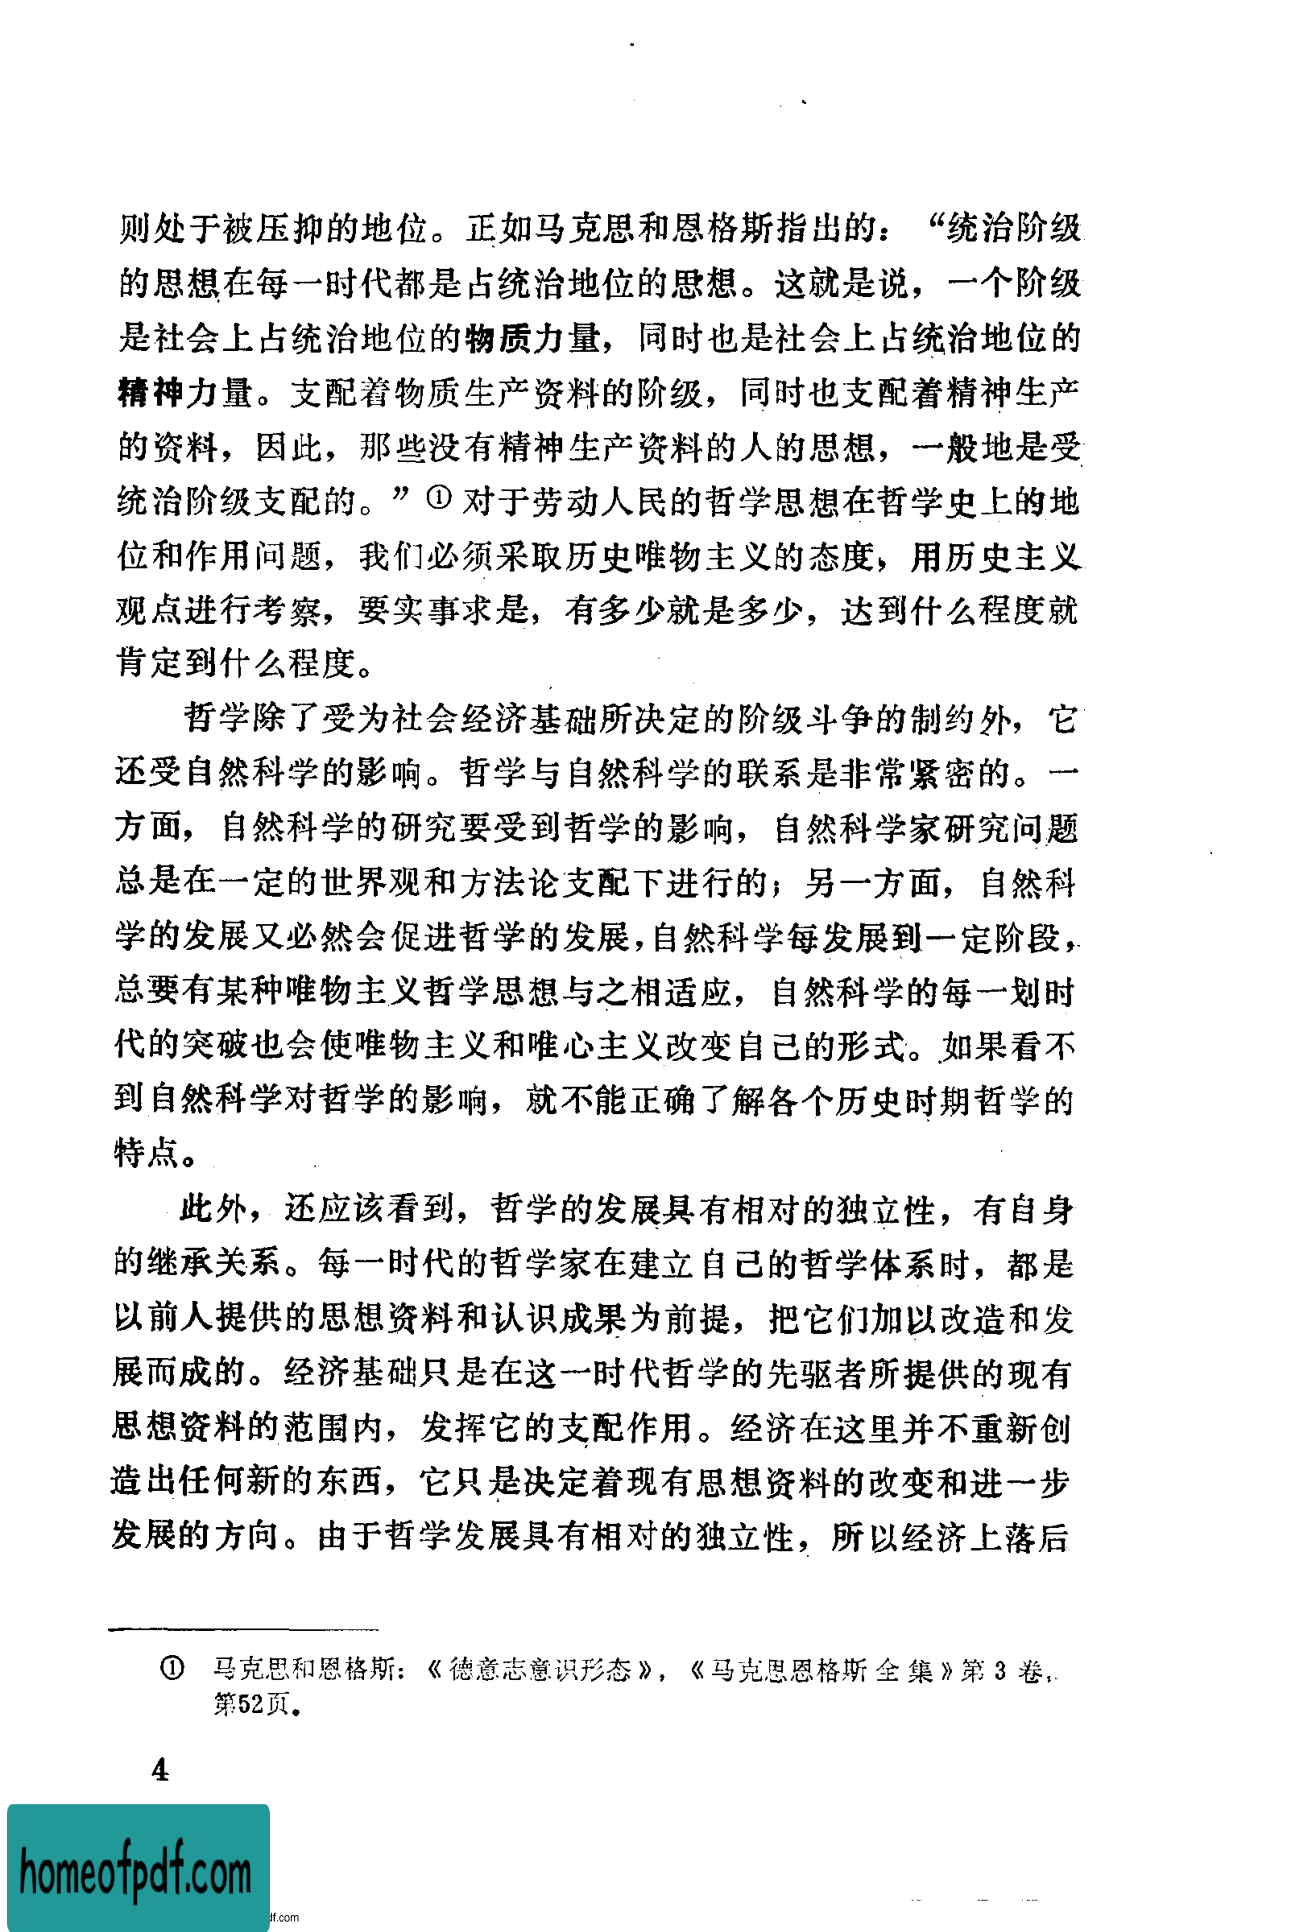 则处于被压抑的地位。正如马克思和恩格斯指出的：“统治阶级
的思想在每一时代都是占统治地位的思想。这就是说，一个阶级
是社会上占统治地位的物质力量，同时也是社会上占统治地位的
精神力量。支配着物质生产资料的阶级，同时也支配着精神生产
的资料，因此，那些没有精神生产资料的人的思想，一般地是受
统治阶级支配的。”①对于劳动人民的哲学思想在哲学史上的地
位和作用问题，我们必须采取历史唯物主义的态度，用历史主义
观点进行考察，要实事求是，有多少就是多少，达到什么程度就
肯定到什么程度。
哲学除了受为社会经济基础所决定的阶级斗争的制约外，它
还受自然科学的影响。哲学与自然科学的联系是非常紧密的。一
方面，自然科学的研究要受到哲学的影响，自然科学家研究问题
总是在一定的世界观和方法论支配下进行的；另一方面，自然科
学的发展又必然会促进哲学的发展，自然科学每发展到一定阶段，
总要有某种唯物主义哲学思想与之相适应，自然科学的每一划时
代的突破也会使唯物主义和唯心主义改变自己的形式。如果看不
到自然科学对哲学的影响，就不能正确了解各个历史时期哲学的
特点。
此外，还应该看到，哲学的发展具有相对的独立性，有自身
的继承关系。每一时代的哲学家在建立自己的哲学体系时，都是
以前人提供的思想资料和认识成果为前提，把它们加以改造和发
展而成的。经济基础只是在这一时代哲学的先驱者所提供的现有
思想资料的范围内，发挥它的支配作用。经济在这里并不重新创
造出任何新的东西，它只是决定着现有思想资料的改变和进一步
发展的方向。由于哲学发展具有相对的独立性，所以经济上落后
① 马克思和恩格斯：《德意志意识形态》，《马克思恩格斯全集》第3卷，
第52页。
4
homeofpdf.com
df.com